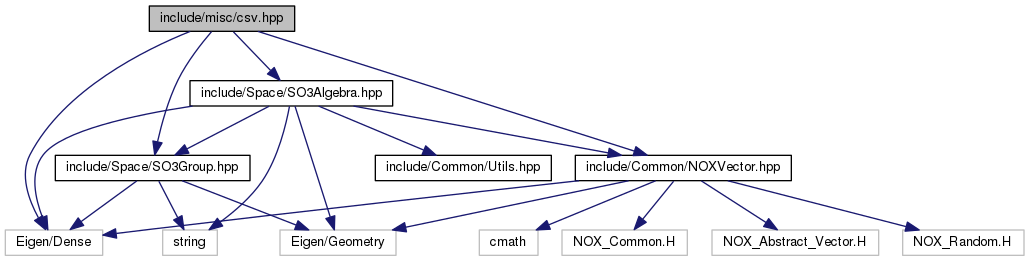 include/misc/csv.hpp
include/Space/SO3Algebra.hpp
include/Space/SO3Group.hpp
include/Common/Utils.hpp
include/Common/NOXVector.hpp
Eigen/Dense
string
Eigen/Geometry
cmath
NOX_Common.H
NOX_Abstract_Vector.H
NOX_Random.H